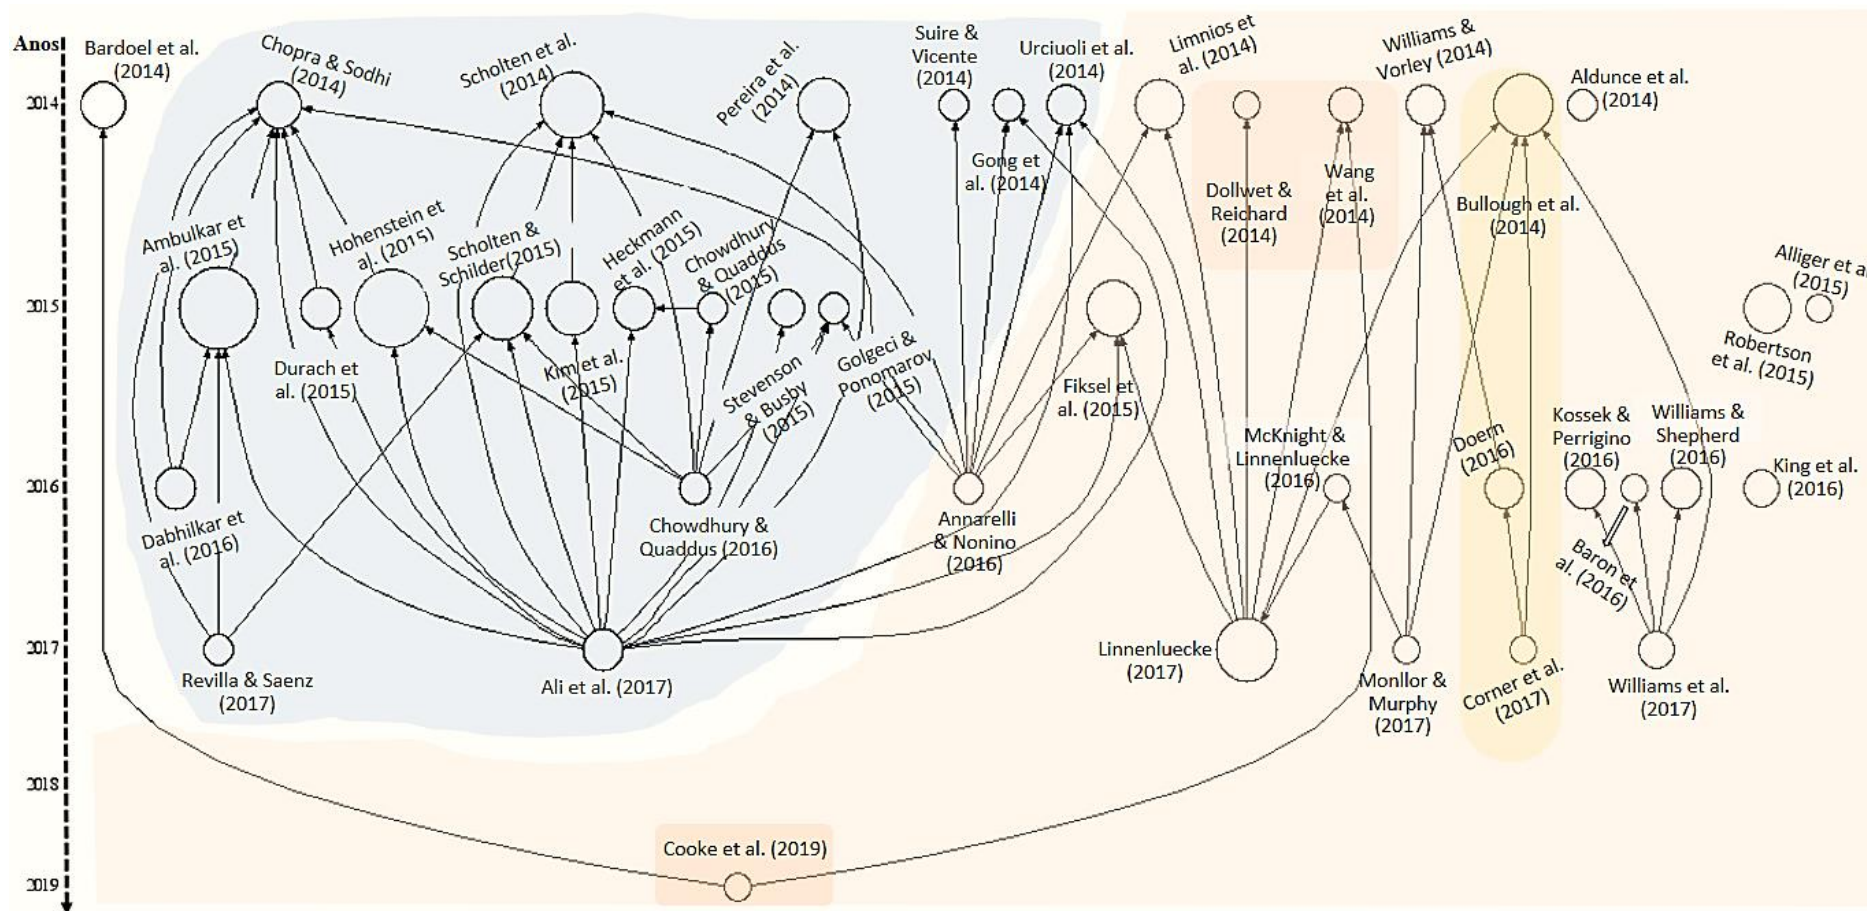 Anos
Bardoel et al.
(2014)
Chopra & Sodhi
(2014)
Scholten et al.
(2014)
Pereira et al.
(2014)
Suire &
Vicente
(2014)
Urciuoli et al.
(2014)
Limnios et
al. (2014)
Williams &
Vorley (2014)
Aldunce et al.
(2014)
2014
Gong et
al. (2014)
Dollwet &
Reichard
(2014)
Wang
et al.
(2014)
Bullough et al.
(2014)
Ambulkar et
al. (2015)
Hohenstein et
al. (2015)
Scholten &
Schilder(2015)
Heckmann
et al. (2015)
Chowdhury
& Quaddus
(2015)
Alliger et a
(2015)
2015
Durach et
al. (2015)
Kim et al.
(2015)
Stevenson
& Busby
(2015)
Golgeci &
Ponomarov
(2015)
Fiksel et
al. (2015)
Robertson
et al. (2015)
McKnight &
Linnenluecke
(2016)
Doern
(2016)
Kossek &
Perrigino
(2016)
Williams &
Shepherd
(2016)
King et al.
(2016)
2016
Dabhilkar et
al. (2016)
Chowdhury &
Quaddus (2016)
Annarelli
& Nonino
(2016)
Baron et
al. (2016)
2017
Revilla & Saenz
(2017)
Ali et al. (2017)
Linnenluecke
(2017)
Monllor &
Murphy
(2017)
Corner et al.
(2017)
Williams et al.
(2017)
2018
Cooke et al. (2019)
2019